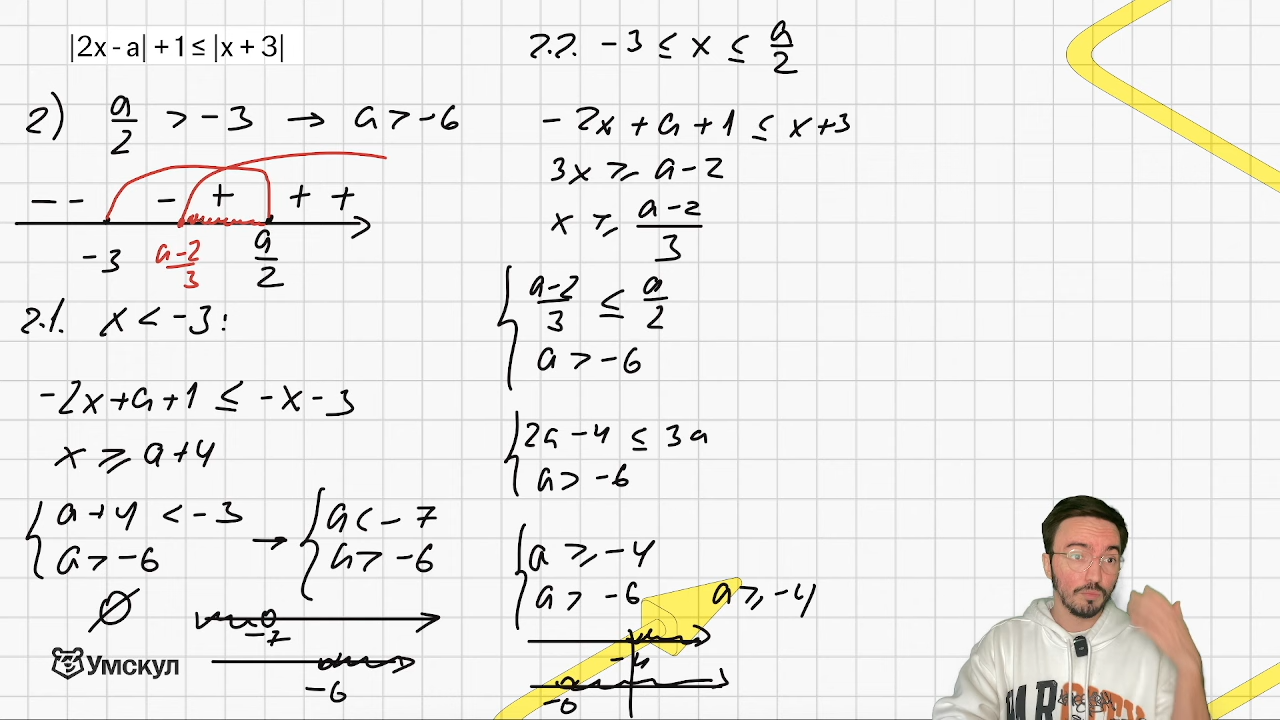 |2x - a| + 1 ≤ |x + 3|
2) a/2 > -3 → a > -6
- - - + + +
-3 (a-2)/3 a/2
2.1. x < -3:
-2x + a + 1 ≤ -x - 3
x ≥ a + 4
{ a + 4 < -3 → { a < -7
a > -6 a > -6
∅
-7
-6
Умскул
2.2. -3 ≤ x ≤ a/2
-2x + a + 1 ≤ x + 3
3x ≥ a - 2
x ≥ (a-2)/3
{ (a-2)/3 ≤ a/2
a > -6
{ 2a - 4 ≤ 3a
a > -6
{ a ≥ -4
a > -6 a ≥ -4
-4
-6